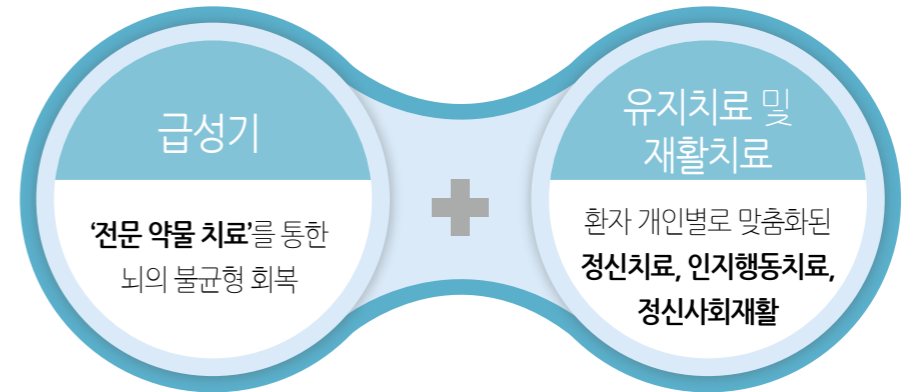 급성기
‘전문 약물 치료’를 통한
뇌의 불균형 회복
유지치료 및
재활치료
환자 개인별로 맞춤화된
정신치료, 인지행동치료,
정신사회재활